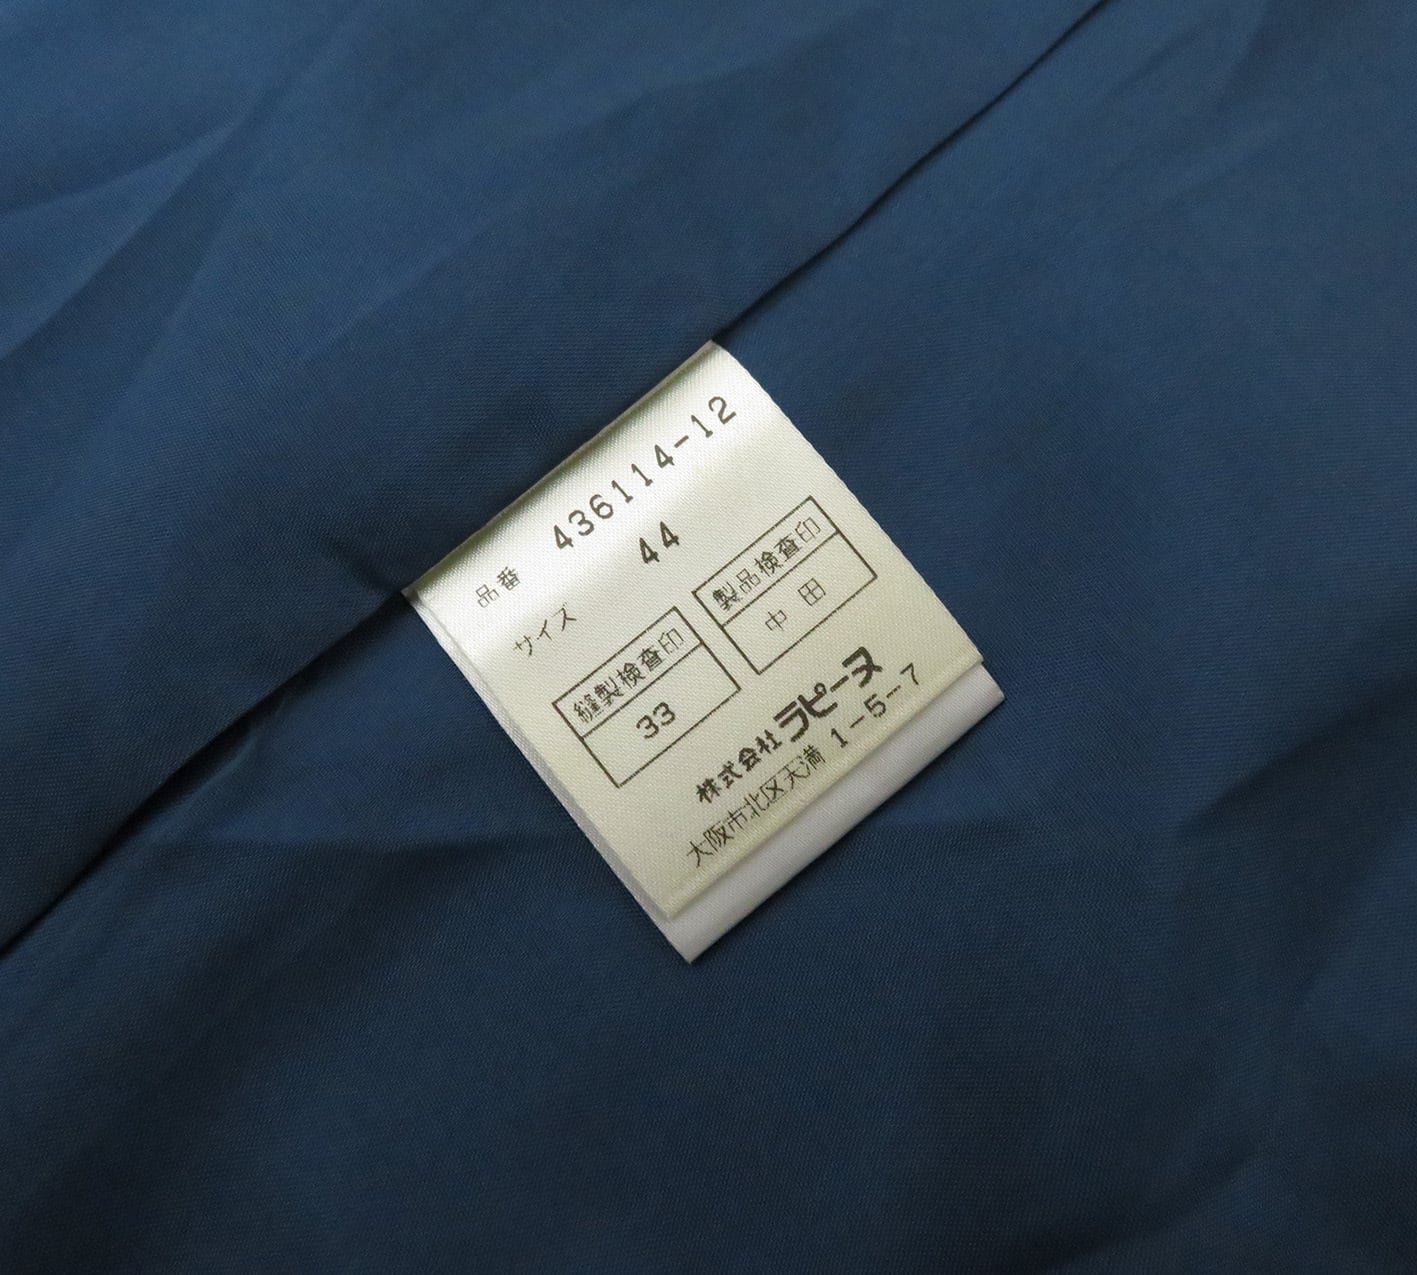 品番 436114-12
サイズ 44
縫製検査印 製品検査印
33 中田
株式会社ラピーヌ
大阪市北区天満 1-5-7